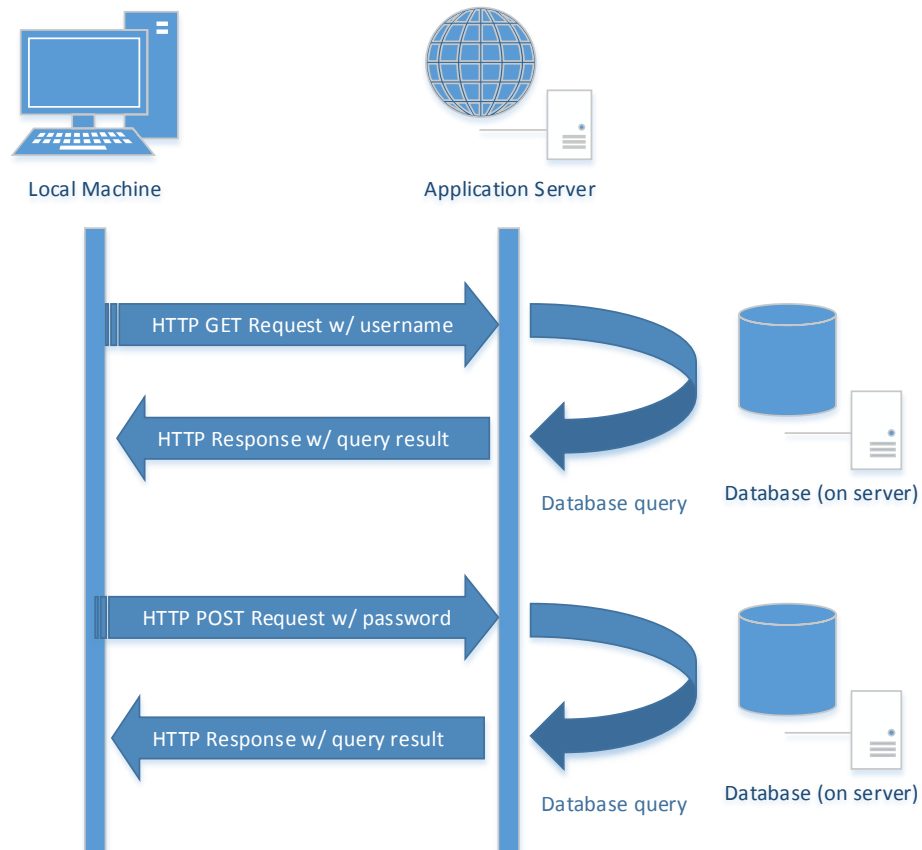 Local Machine
Application Server
HTTP GET Request w/ username
HTTP Response w/ query result
Database query
Database (on server)
HTTP POST Request w/ password
HTTP Response w/ query result
Database query
Database (on server)